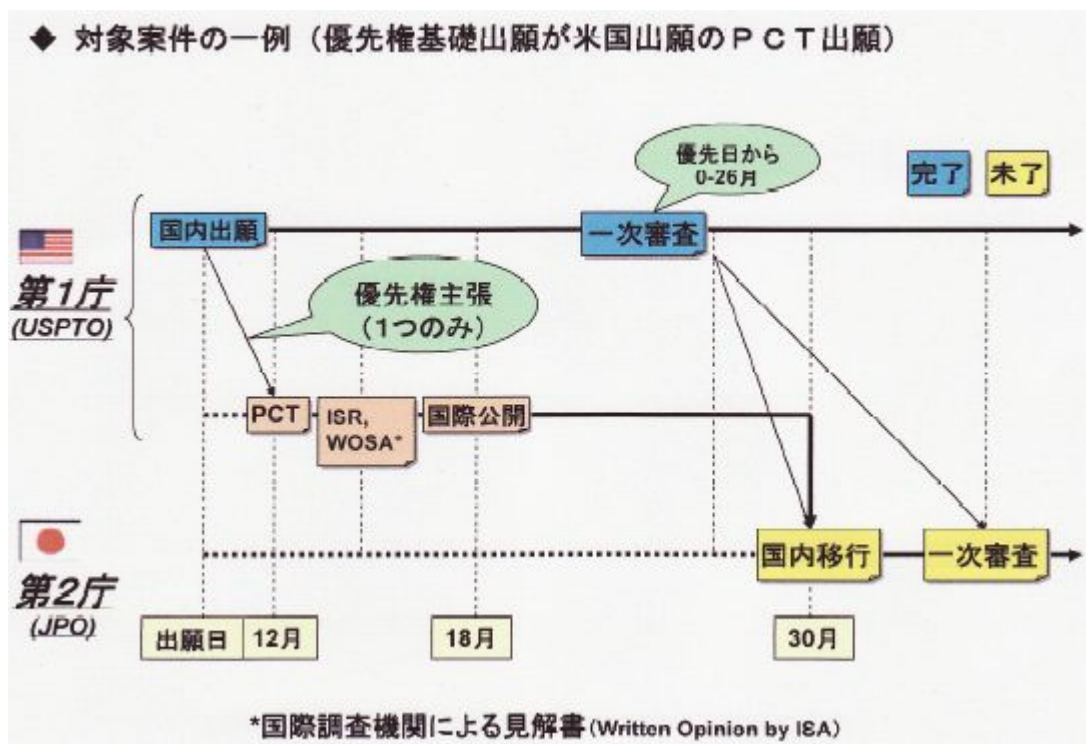 ◆ 対象案件の一例（優先権基礎出願が米国出願のＰＣＴ出願）
優先日から
0-26月
完了
未了
国内出願
一次審査
第1庁
(USPTO)
優先権主張
(1つのみ)
PCT
ISR,
WOSA*
国際公開
第2庁
(JPO)
国内移行
一次審査
出願日
12月
18月
30月
*国際調査機関による見解書(Written Opinion by ISA)